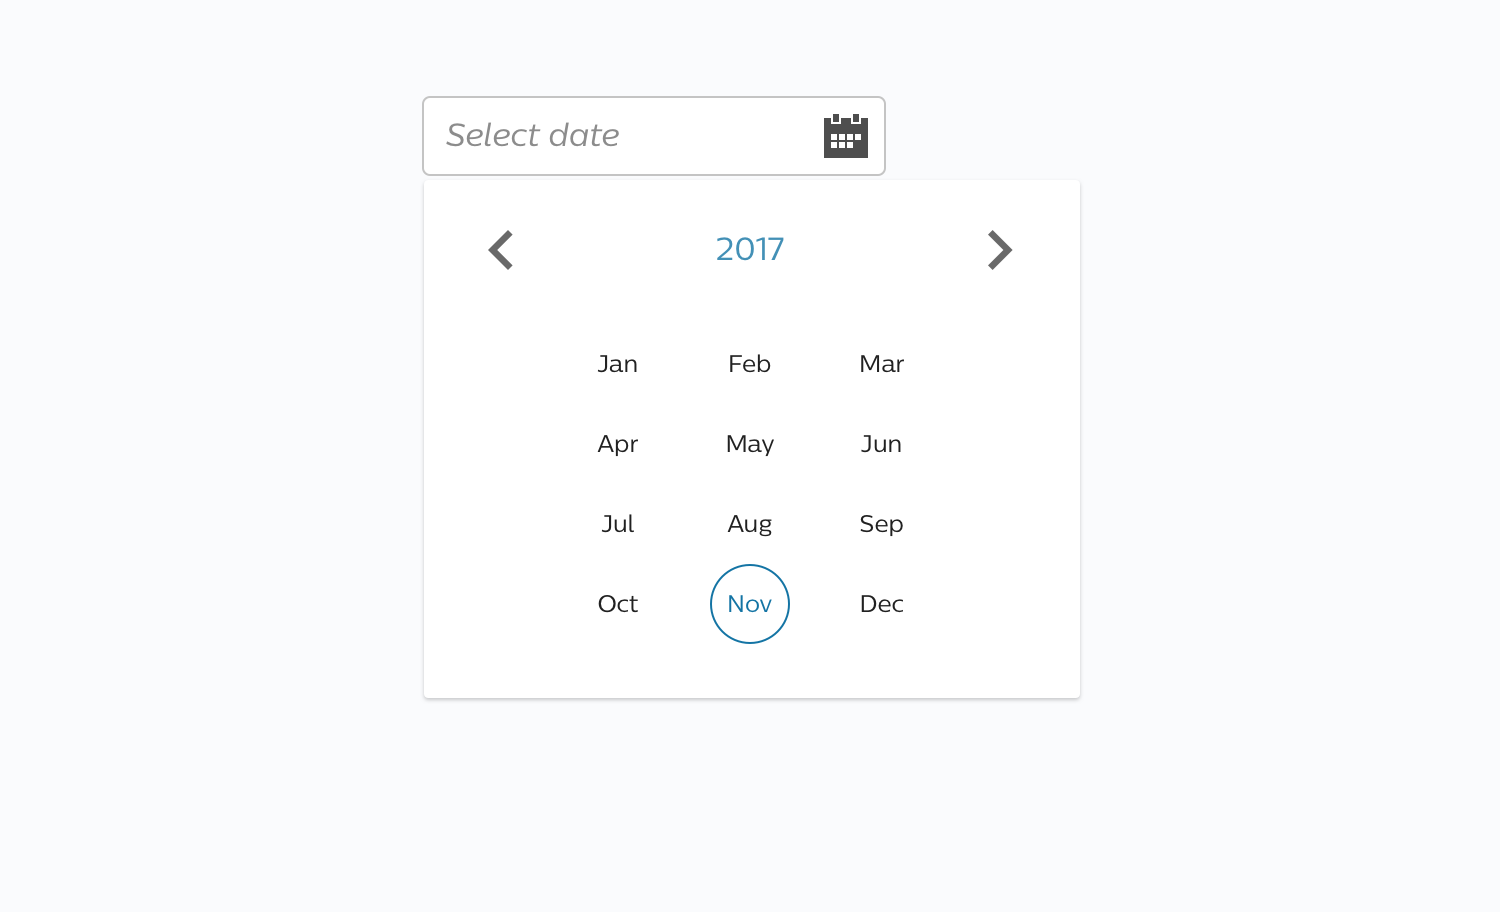 Select date
2017
Jan Feb Mar
Apr May Jun
Jul Aug Sep
Oct Nov Dec